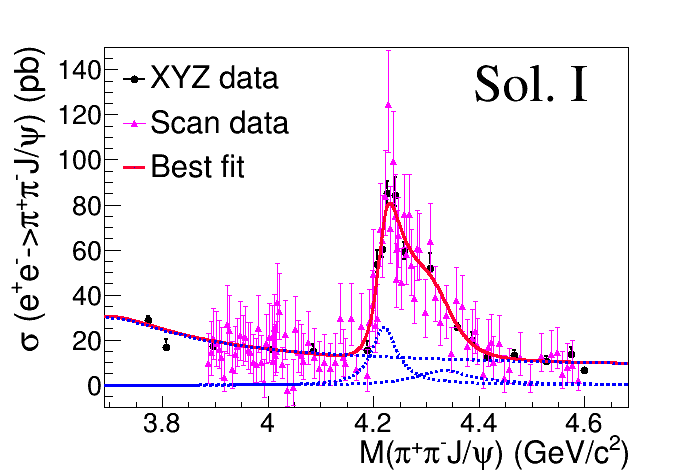 Sol. I
XYZ data
Scan data
Best fit
σ (e⁺e⁻->π⁺π⁻J/ψ) (pb)
140
120
100
80
60
40
20
0
3.8 4 4.2 4.4 4.6
M(π⁺π⁻J/ψ) (GeV/c²)